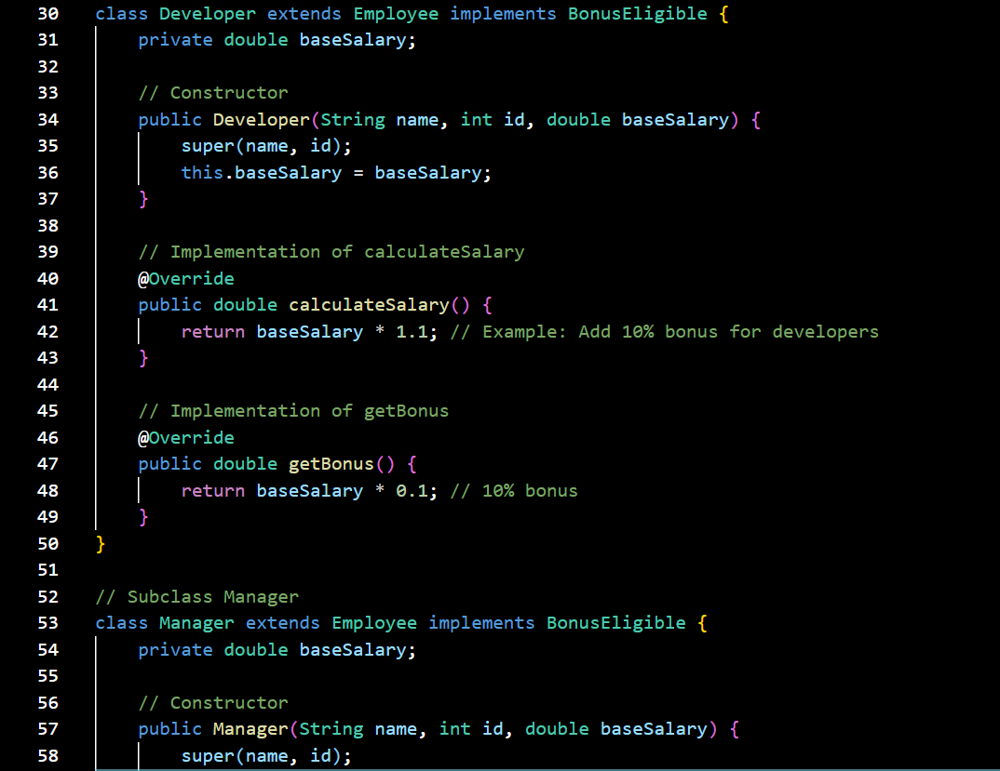 30 class Developer extends Employee implements BonusEligible {
31     private double baseSalary;
32
33     // Constructor
34     public Developer(String name, int id, double baseSalary) {
35         super(name, id);
36         this.baseSalary = baseSalary;
37     }
38
39     // Implementation of calculateSalary
40     @Override
41     public double calculateSalary() {
42         return baseSalary * 1.1; // Example: Add 10% bonus for developers
43     }
44
45     // Implementation of getBonus
46     @Override
47     public double getBonus() {
48         return baseSalary * 0.1; // 10% bonus
49     }
50 }
51
52 // Subclass Manager
53 class Manager extends Employee implements BonusEligible {
54     private double baseSalary;
55
56     // Constructor
57     public Manager(String name, int id, double baseSalary) {
58         super(name, id);